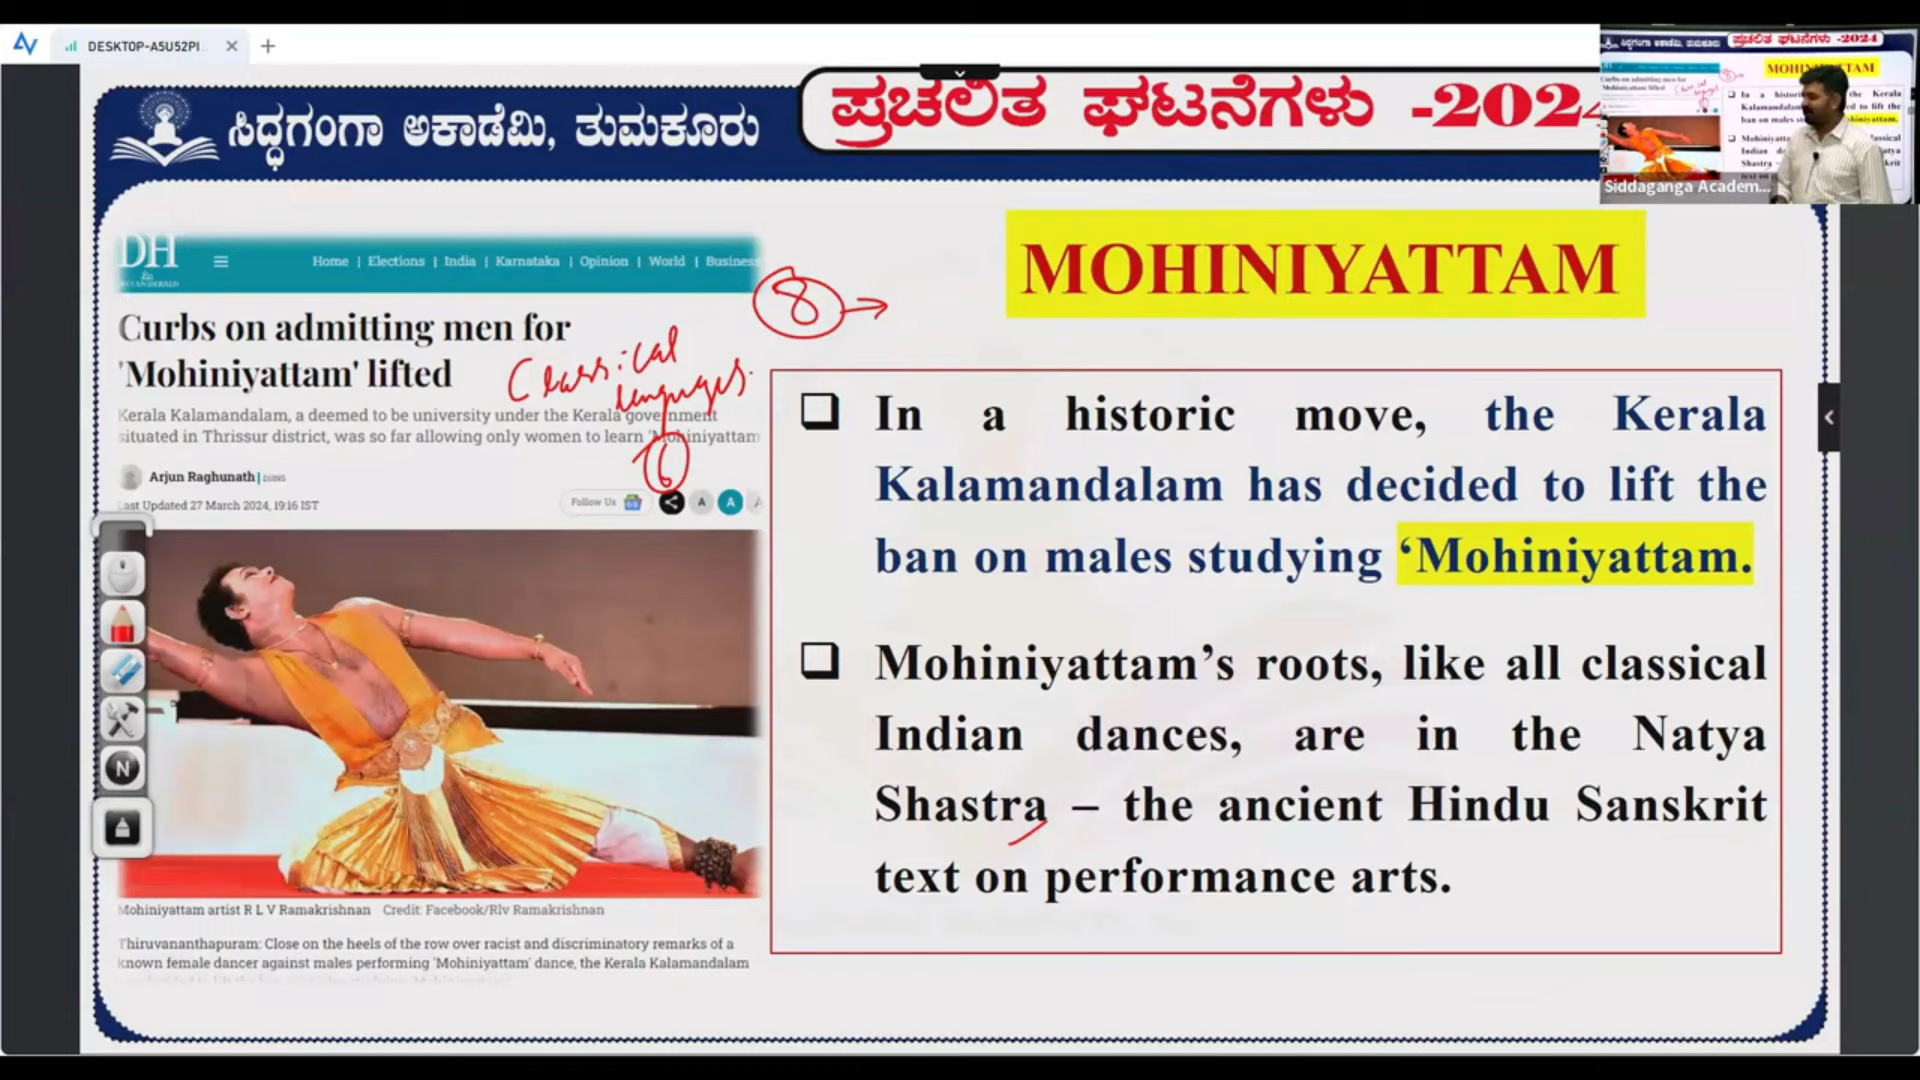 DESKTOP-A5U52PI
ಸಿದ್ಧಗಂಗಾ ಅಕಾಡೆಮಿ, ತುಮಕೂರು
ಪ್ರಚಲಿತ ಘಟನೆಗಳು -2024
Siddaganga Academ...
DH
Home | Elections | India | Karnataka | Opinion | World | Business
Curbs on admitting men for
'Mohiniyattam' lifted
Classical
languages.
6
8
Kerala Kalamandalam, a deemed to be university under the Kerala government
situated in Thrissur district, was so far allowing only women to learn 'Mohiniyattam
Arjun Raghunath
Last Updated 27 March 2024, 19:16 IST
Follow Us
A
A
A
N
Mohiniyattam artist R L V Ramakrishnan Credit: Facebook/Rlv Ramakrishnan
Thiruvananthapuram: Close on the heels of the row over racist and discriminatory remarks of a
known female dancer against males performing 'Mohiniyattam' dance, the Kerala Kalamandalam
MOHINIYATTAM
In a historic move, the Kerala
Kalamandalam has decided to lift the
ban on males studying ‘Mohiniyattam.
Mohiniyattam’s roots, like all classical
Indian dances, are in the Natya
Shastra – the ancient Hindu Sanskrit
text on performance arts.